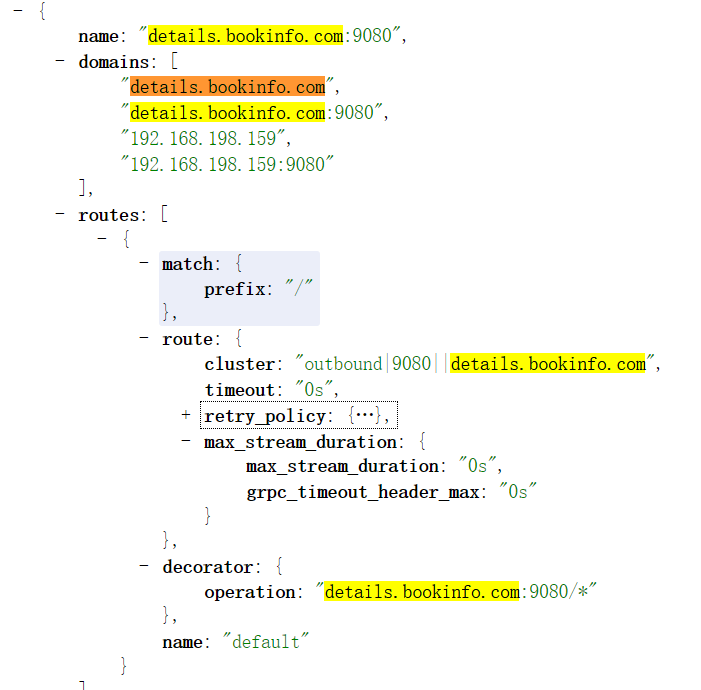 - {
name: "details.bookinfo.com:9080",
- domains: [
"details.bookinfo.com",
"details.bookinfo.com:9080",
"192.168.198.159",
"192.168.198.159:9080"
],
- routes: [
- {
- match: {
prefix: "/"
},
- route: {
cluster: "outbound|9080||details.bookinfo.com",
timeout: "0s",
+ retry_policy: {…},
- max_stream_duration: {
max_stream_duration: "0s",
grpc_timeout_header_max: "0s"
}
},
- decorator: {
operation: "details.bookinfo.com:9080/*"
},
name: "default"
}
]